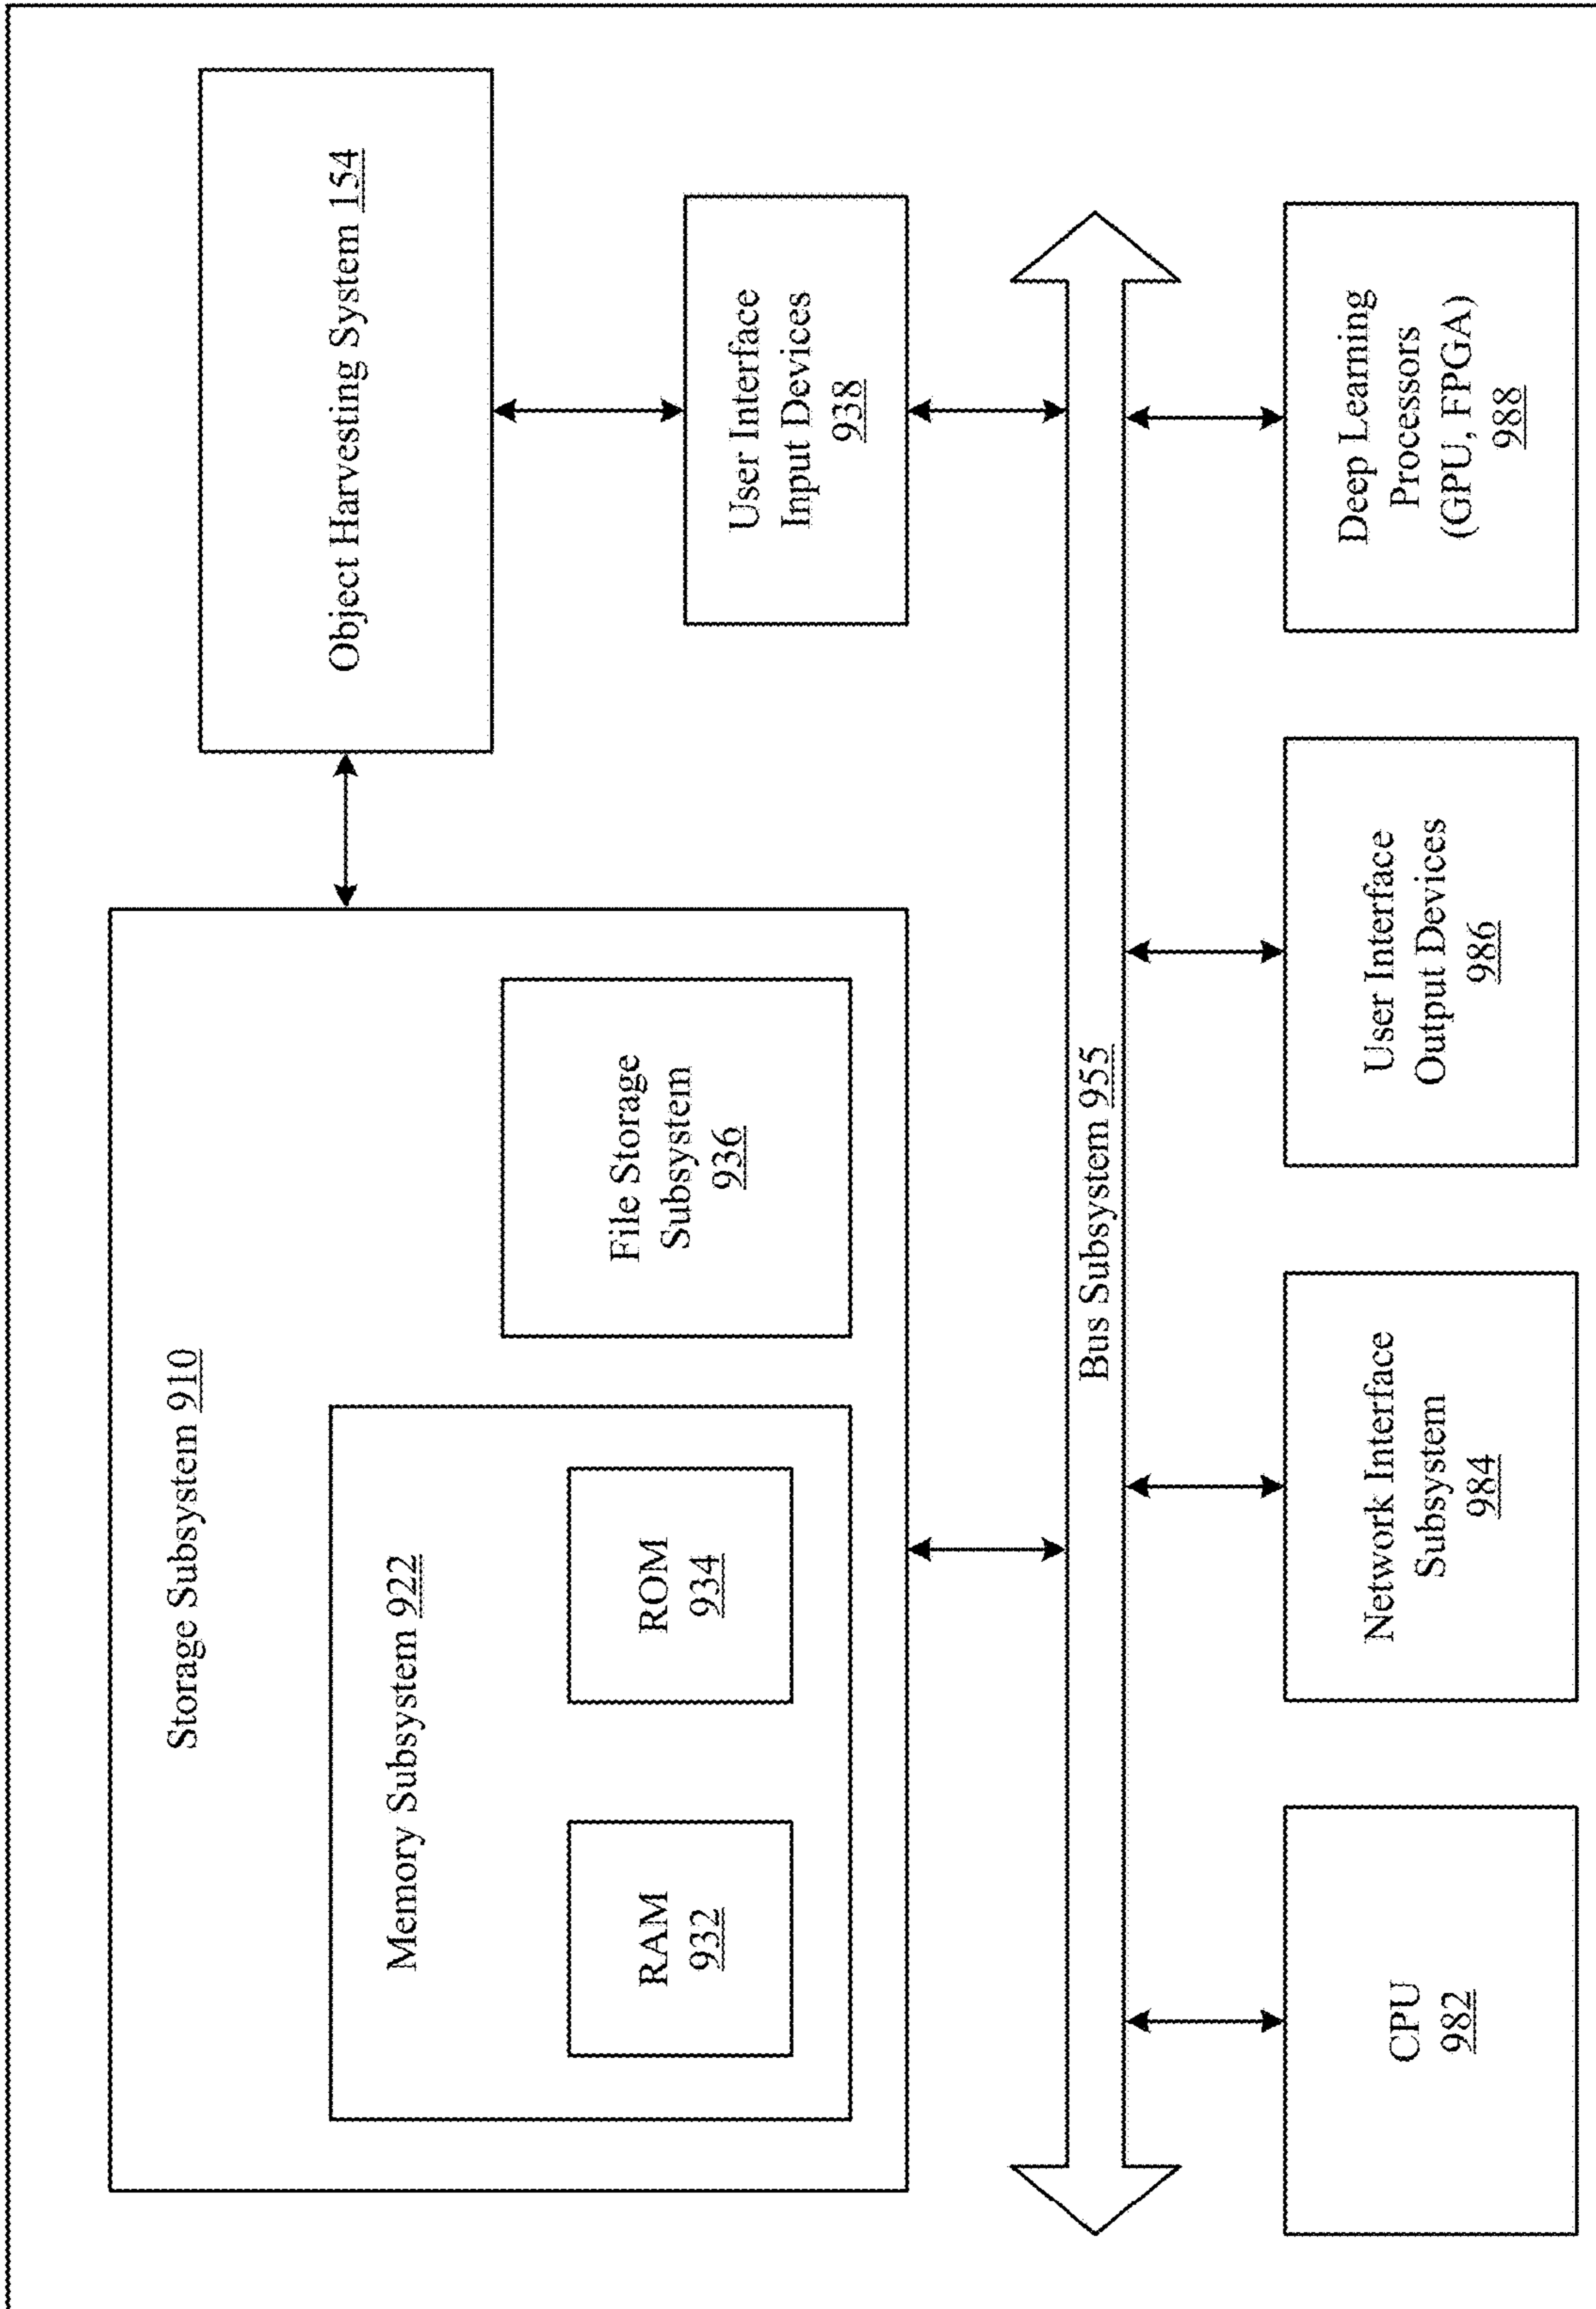 Storage Subsystem 910
Memory Subsystem 922
RAM
932
ROM
934
File Storage
Subsystem
936
Object Harvesting System 154
User Interface
Input Devices
938
Bus Subsystem 955
CPU
982
Network Interface
Subsystem
984
User Interface
Output Devices
986
Deep Learning
Processors
(GPU, FPGA)
988